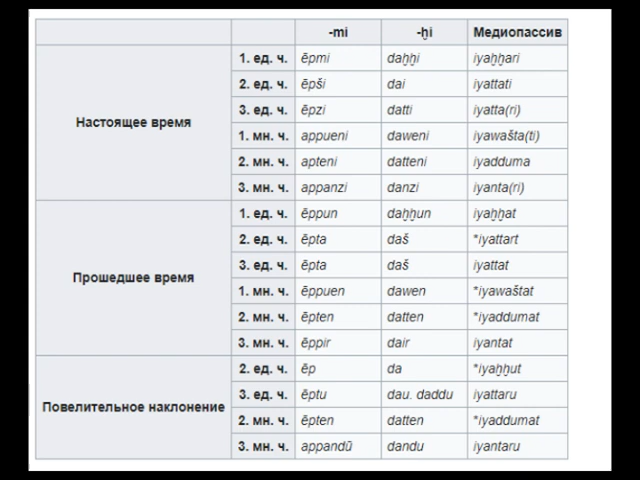 -mi -ḫi Медиопассив
Настоящее время
1. ед. ч. ēpmi daḫḫi iyaḫḫari
2. ед. ч. ēpši dai iyattati
3. ед. ч. ēpzi datti iyatta(ri)
1. мн. ч. appueni daweni iyawašta(ti)
2. мн. ч. apteni datteni iyadduma
3. мн. ч. appanzi danzi iyanta(ri)
Прошедшее время
1. ед. ч. ēppun daḫḫun iyaḫḫat
2. ед. ч. ēpta daš *iyattart
3. ед. ч. ēpta daš iyattat
1. мн. ч. ēppuen dawen *iyawaštat
2. мн. ч. ēpten datten *iyaddumat
3. мн. ч. ēppir dair iyantat
Повелительное наклонение
2. ед. ч. ēp da *iyaḫḫut
3. ед. ч. ēptu dau. daddu iyattaru
2. мн. ч. ēpten datten *iyaddumat
3. мн. ч. appandū dandu iyantaru